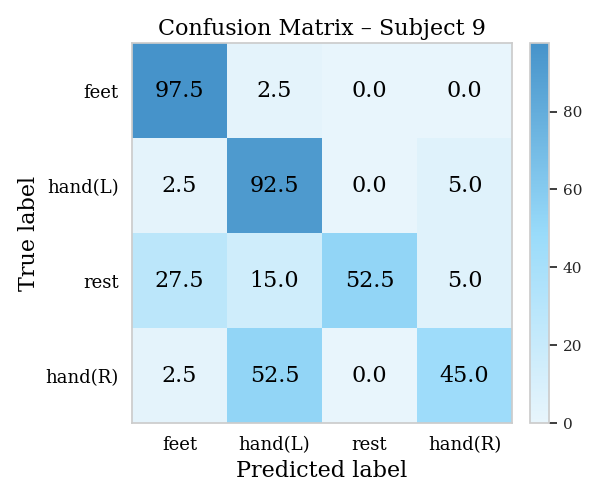 Confusion Matrix – Subject 9
True label
feet 97.5 2.5 0.0 0.0
hand(L) 2.5 92.5 0.0 5.0
rest 27.5 15.0 52.5 5.0
hand(R) 2.5 52.5 0.0 45.0
feet hand(L) rest hand(R)
Predicted label
80
60
40
20
0